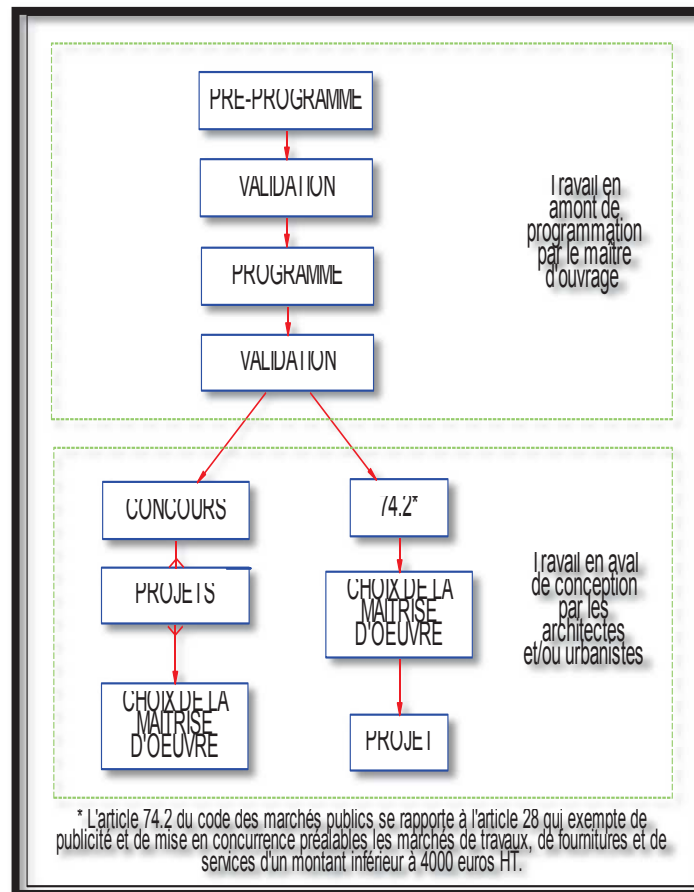 PRE-PROGRAMME
VALIDATION
PROGRAMME
VALIDATION
Travail en
amont de
programmation
par le maître
d'ouvrage
CONCOURS
PROJETS
CHOIX DE LA
MAITRISE
D'OEUVRE
74.2*
CHOIX DE LA
MAITRISE
D'OEUVRE
PROJET
Travail en aval
de conception
par les
architectes
et/ou urbanistes
* L'article 74.2 du code des marchés publics se rapporte à l'article 28 qui exempte de
publicité et de mise en concurrence préalables les marchés de travaux, de fournitures et de
services d'un montant inférieur à 4000 euros HT.